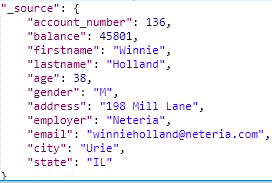 "_source": {
"account_number": 136,
"balance": 45801,
"firstname": "Winnie",
"lastname": "Holland",
"age": 38,
"gender": "M",
"address": "198 Mill Lane",
"employer": "Neteria",
"email": "winnieholland@neteria.com",
"city": "Urie",
"state": "IL"
}